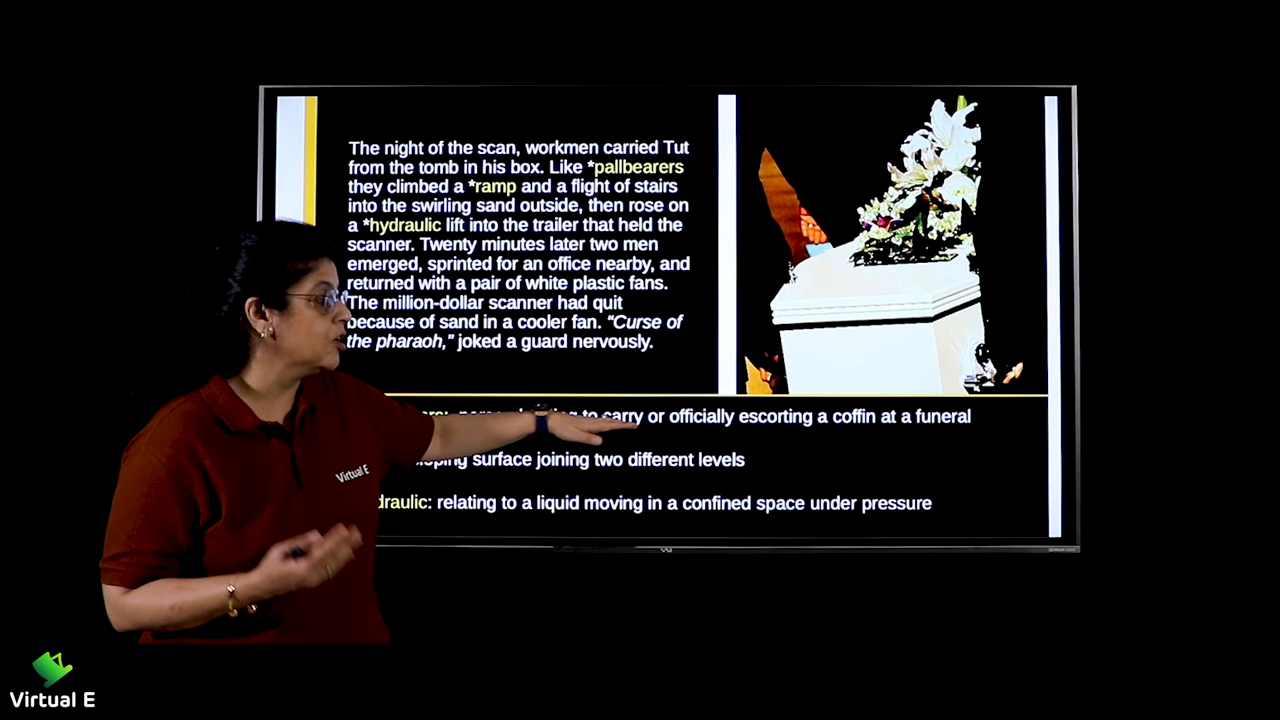 The night of the scan, workmen carried Tut
from the tomb in his box. Like *pallbearers
they climbed a *ramp and a flight of stairs
into the swirling sand outside, then rose on
a *hydraulic lift into the trailer that held the
scanner. Twenty minutes later two men
emerged, sprinted for an office nearby, and
returned with a pair of white plastic fans.
The million-dollar scanner had quit
because of sand in a cooler fan. “Curse of
the pharaoh,” joked a guard nervously.
to carry or officially escorting a coffin at a funeral
surface joining two different levels
draulic: relating to a liquid moving in a confined space under pressure
Virtual E
Virtual E